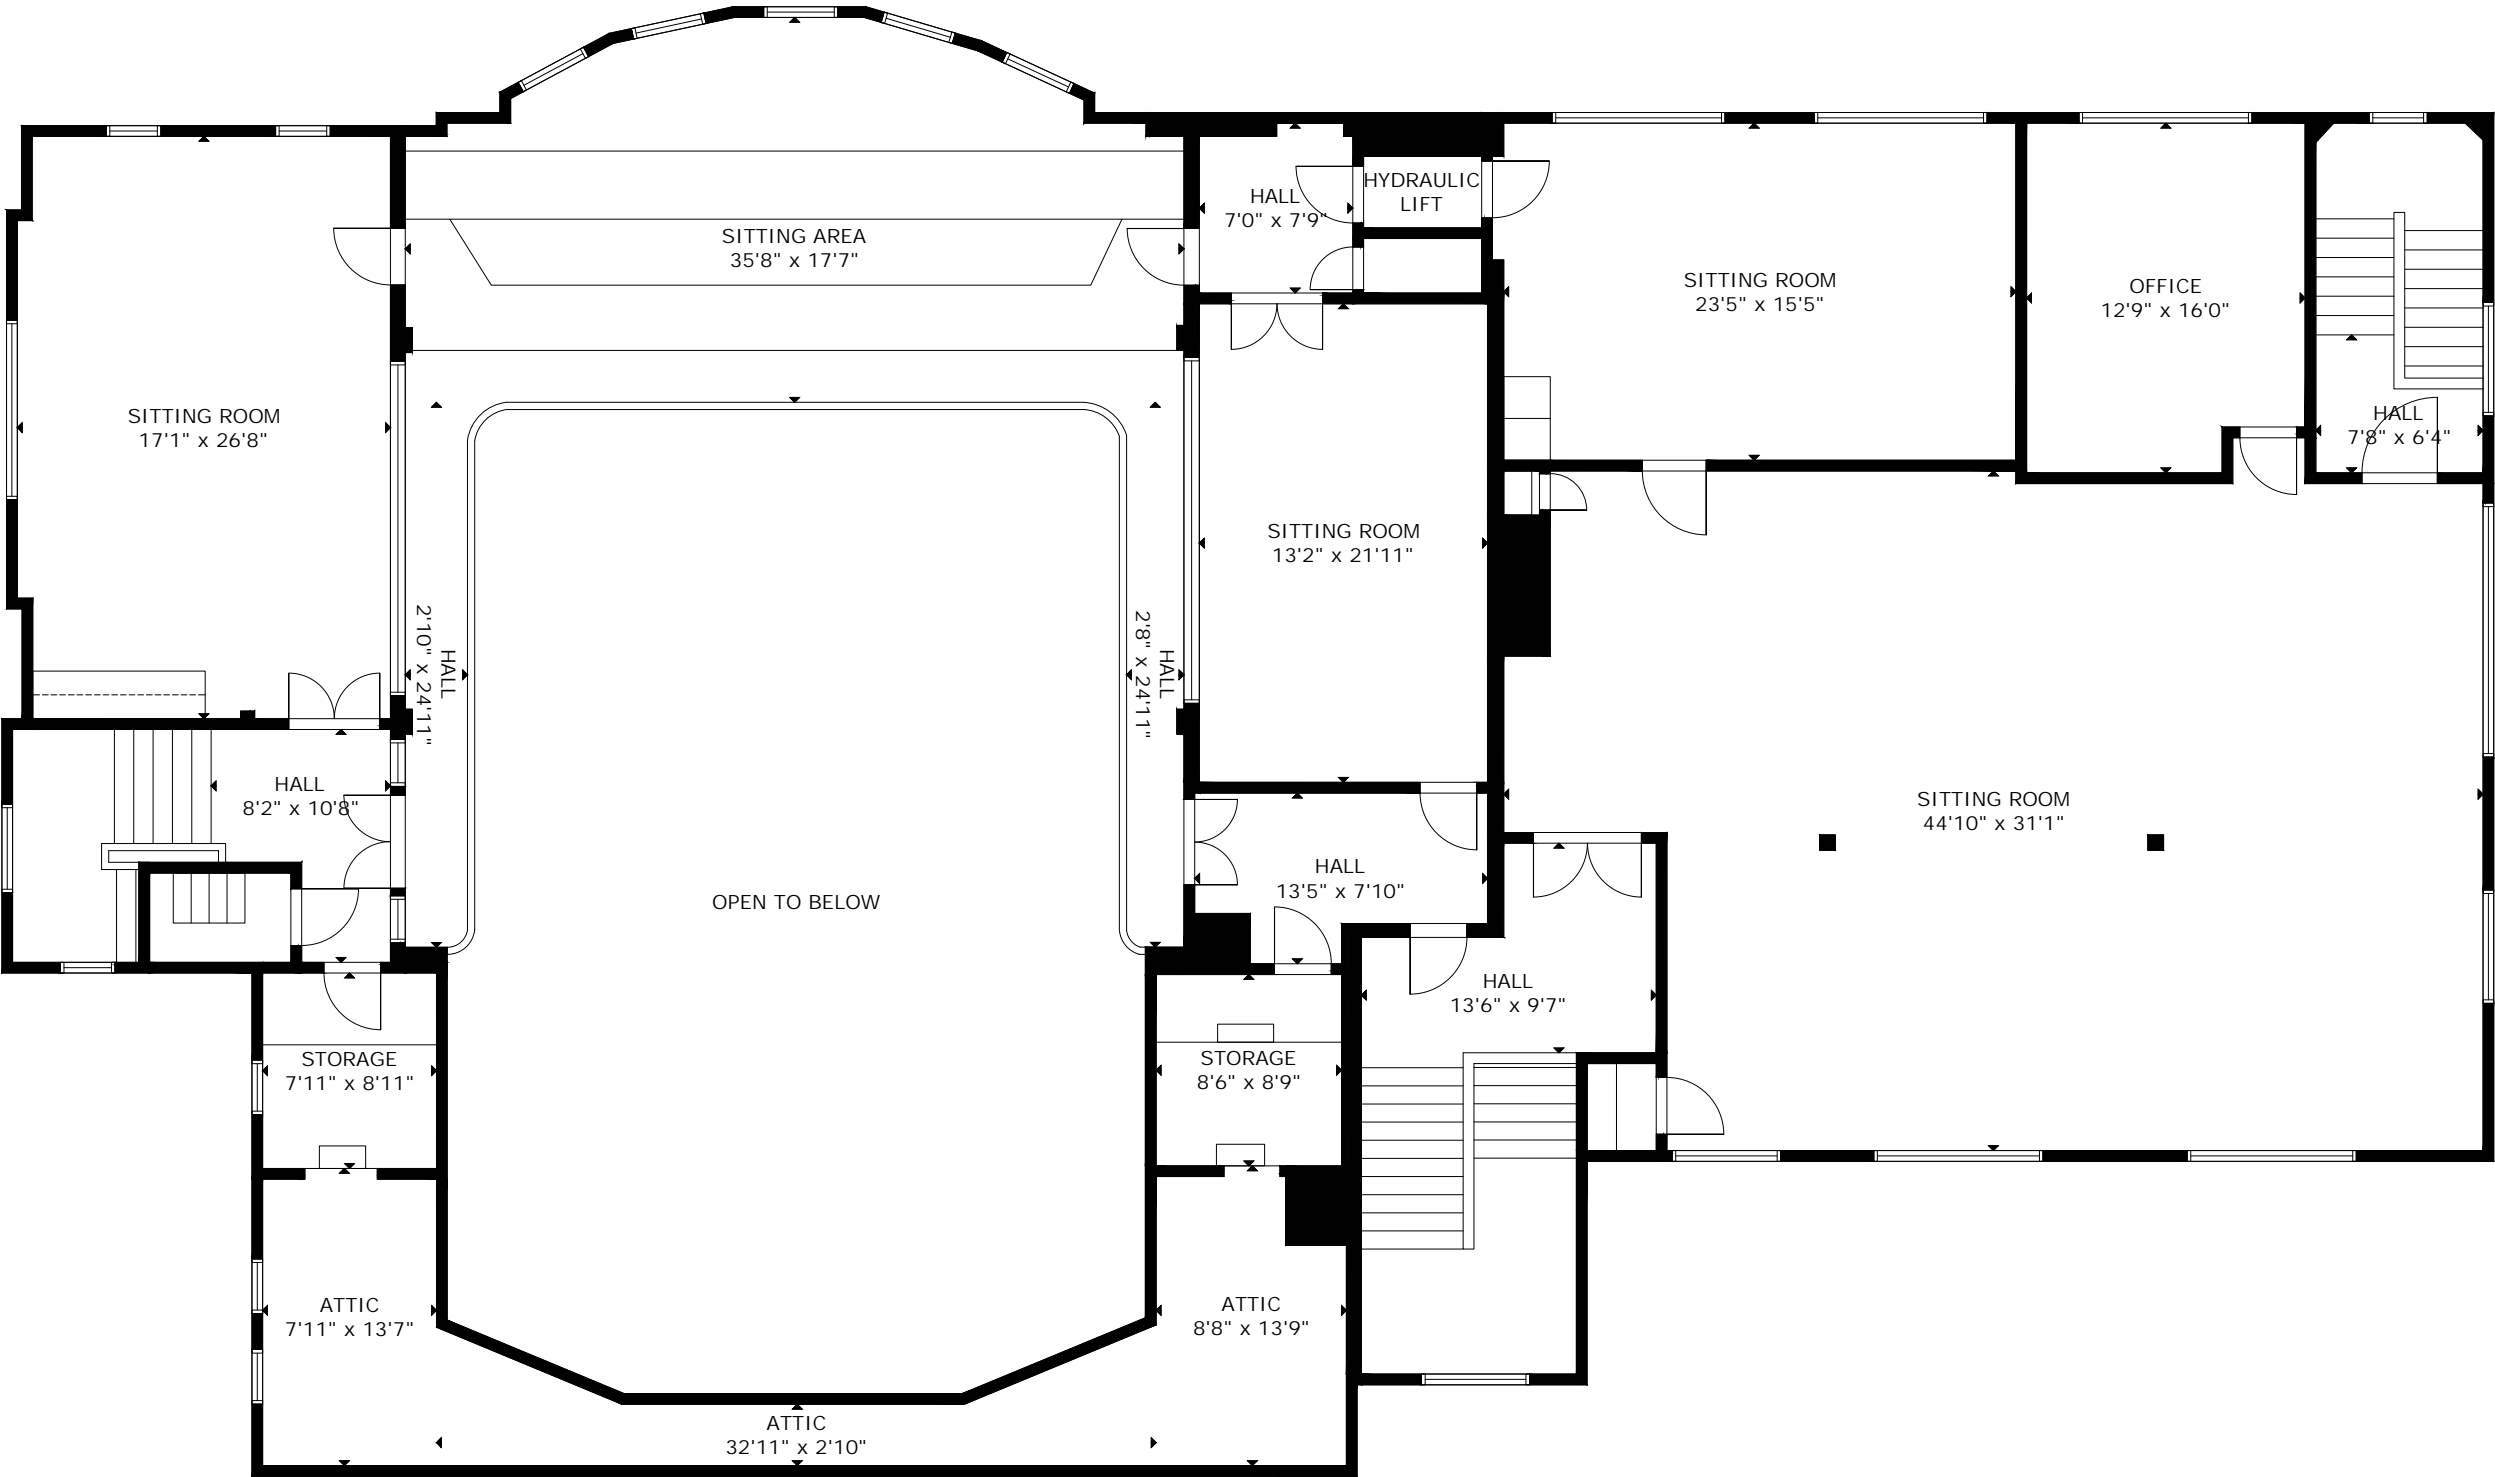 HYDRAULIC
LIFT
HALL
7'0" x 7'9"
SITTING AREA
35'8" x 17'7"
SITTING ROOM
23'5" x 15'5"
OFFICE
12'9" x 16'0"
SITTING ROOM
17'1" x 26'8"
HALL
7'8" x 6'4"
SITTING ROOM
13'2" x 21'11"
HALL
2'10" x 24'11"
HALL
2'8" x 24'11"
HALL
8'2" x 10'8"
SITTING ROOM
44'10" x 31'1"
HALL
13'5" x 7'10"
OPEN TO BELOW
HALL
13'6" x 9'7"
STORAGE
7'11" x 8'11"
STORAGE
8'6" x 8'9"
ATTIC
7'11" x 13'7"
ATTIC
8'8" x 13'9"
ATTIC
32'11" x 2'10"